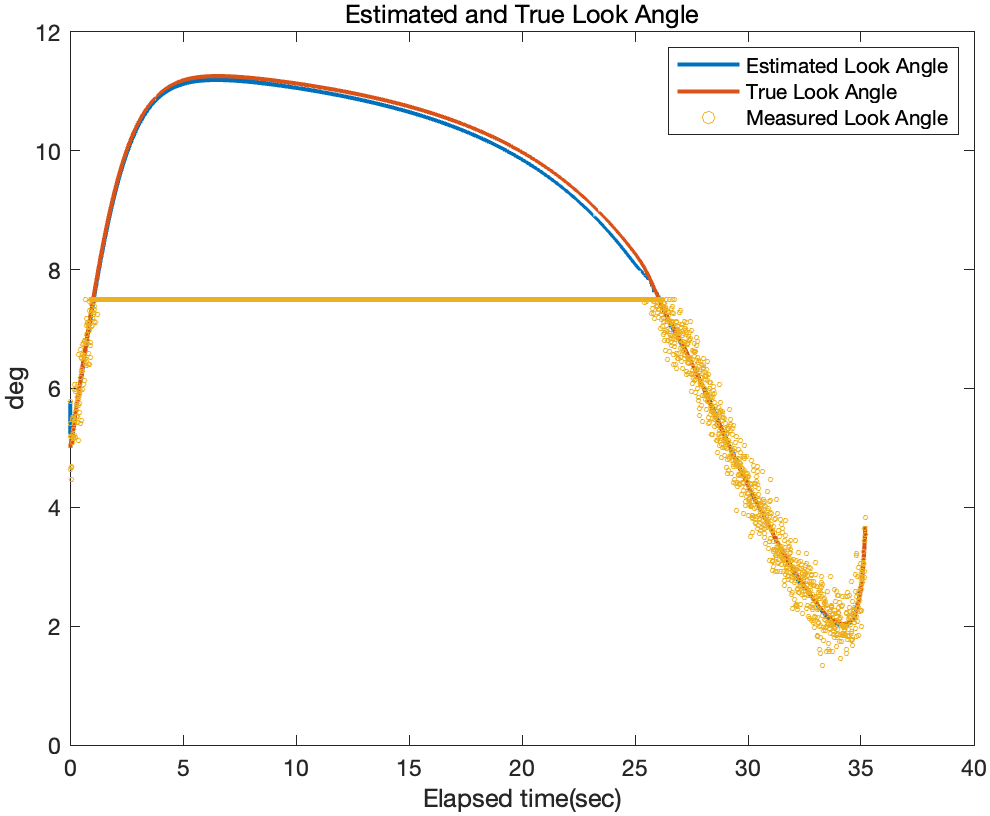 Estimated and True Look Angle
Estimated Look Angle
True Look Angle
Measured Look Angle
12
10
8
6
4
2
0
deg
0 5 10 15 20 25 30 35 40
Elapsed time(sec)